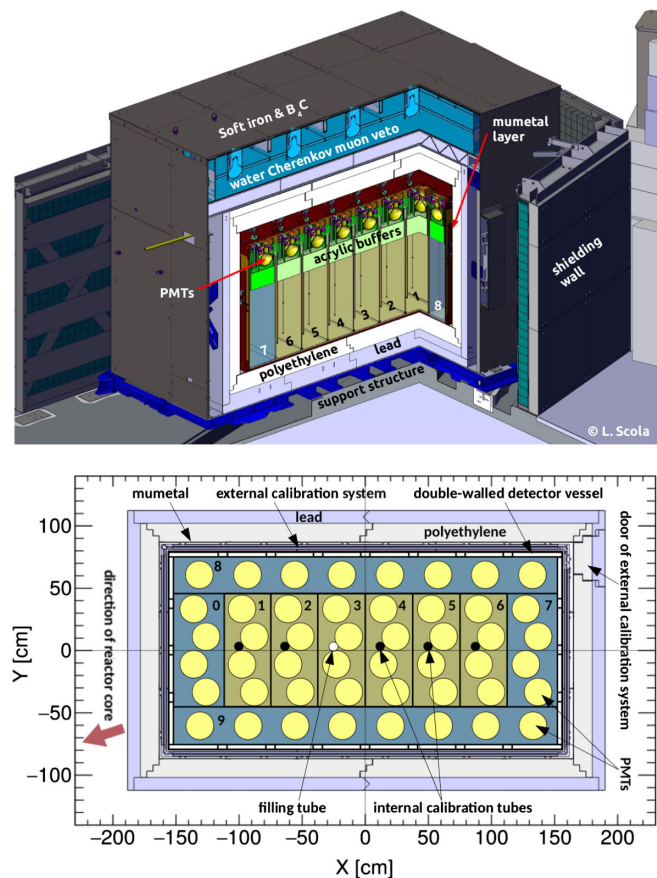 Soft iron & B4C
water Cherenkov muon veto
mumetal
layer
acrylic buffers
PMTs
shielding
wall
7 6 5 4 3 2 1 8
polyethylene
lead
support structure
© L. Scola
mumetal
external calibration system
double-walled detector vessel
lead
polyethylene
door of external calibration system
direction of reactor core
100
50
0
−50
−100
Y [cm]
8
0 1 2 3 4 5 6 7
9
PMTs
filling tube
internal calibration tubes
−200 −150 −100 −50 0 50 100 150 200
X [cm]